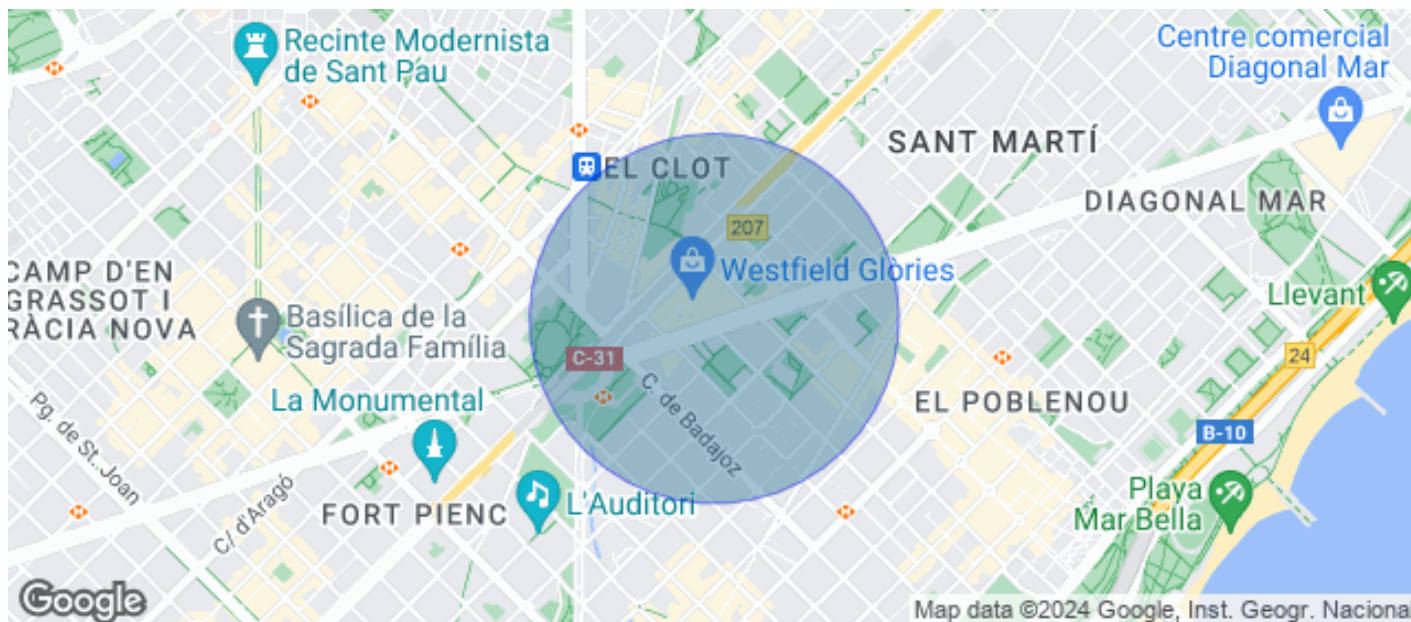 Recinte Modernista
de Sant Pau
Centre comercial
Diagonal Mar
SANT MARTÍ
EL CLOT
DIAGONAL MAR
207
CAMP D'EN
GRASSOT I
RÀCIA NOVA
Westfield Glòries
Llevant
Basílica de la
Sagrada Família
C-31
24
La Monumental
C. de Badajoz
EL POBLENOU
Pg. de St. Joan
B-10
C/ d'Aragó
FORT PIENC
L'Auditori
Playa
Mar Bella
Google
Map data ©2024 Google, Inst. Geogr. Nacional